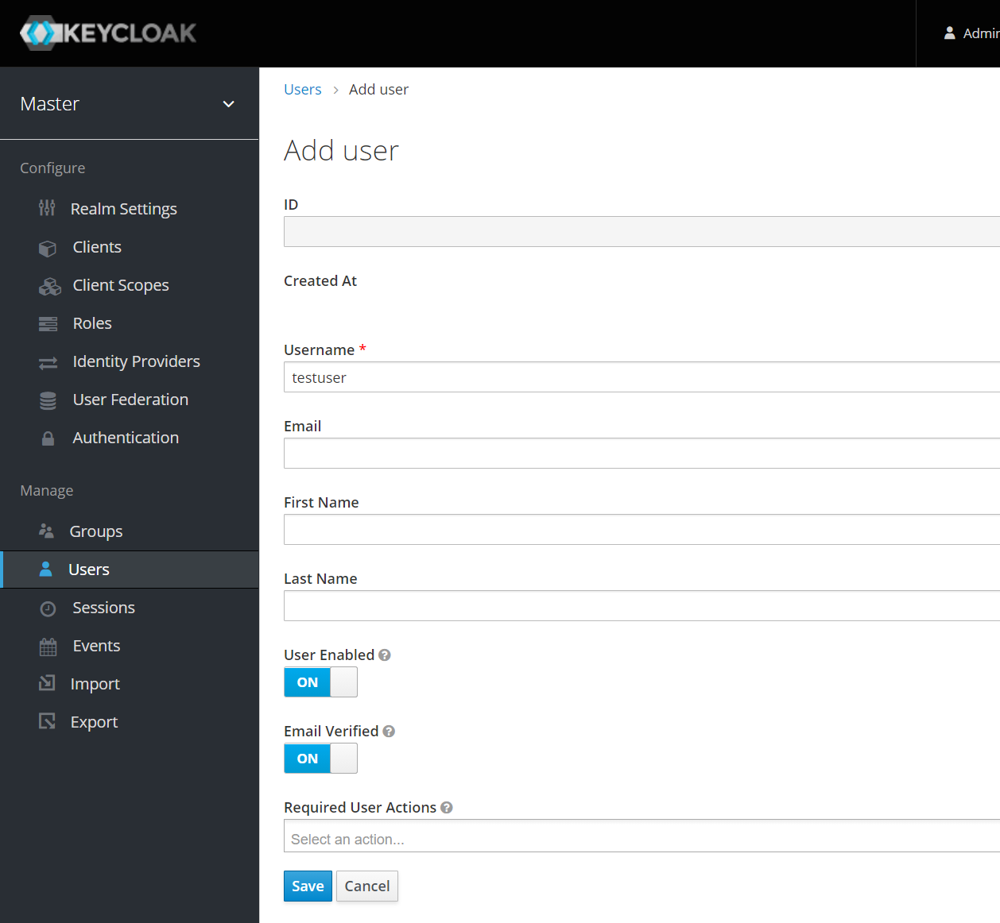 KEYCLOAK
Admin
Master
Configure
Realm Settings
Clients
Client Scopes
Roles
Identity Providers
User Federation
Authentication
Manage
Groups
Users
Sessions
Events
Import
Export
Users > Add user
Add user
ID
Created At
Username *
testuser
Email
First Name
Last Name
User Enabled
ON
Email Verified
ON
Required User Actions
Select an action...
Save Cancel